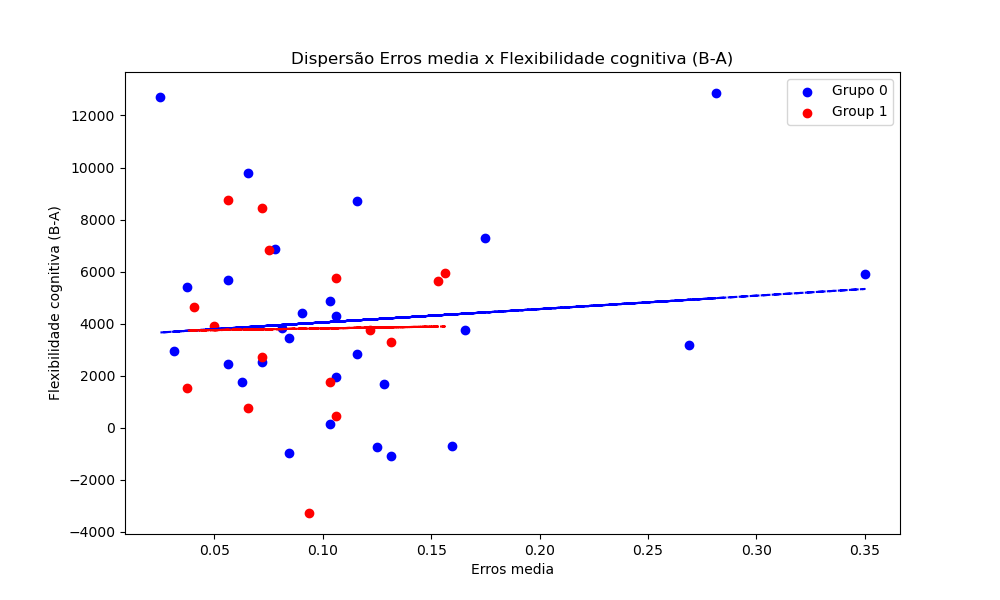 Dispersão Erros media x Flexibilidade cognitiva (B-A)
Grupo 0
Group 1
Flexibilidade cognitiva (B-A)
12000
10000
8000
6000
4000
2000
0
−2000
−4000
0.05 0.10 0.15 0.20 0.25 0.30 0.35
Erros media